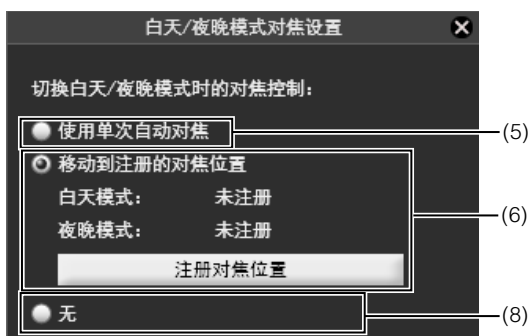 白天/夜晚模式对焦设置
切换白天/夜晚模式时的对焦控制：
使用单次自动对焦
(5)
移动到注册的对焦位置
白天模式： 未注册
(6)
夜晚模式： 未注册
注册对焦位置
无
(8)